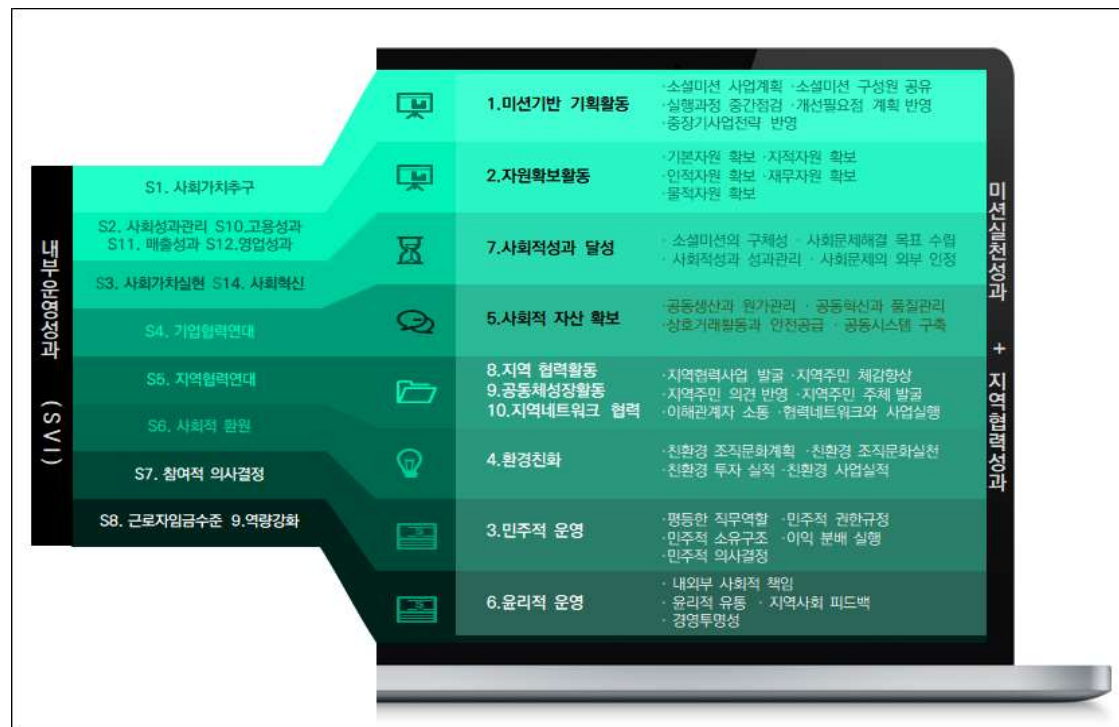 내부운영성과 (SVI)
S1. 사회가치추구
S2. 사회성과관리 S10.고용성과
S11. 매출성과 S12.영업성과
S3. 사회가치실현 S14. 사회혁신
S4. 기업협력연대
S5. 지역협력연대
S6. 사회적 환원
S7. 참여적 의사결정
S8. 근로자임금수준 9.역량강화
1.미션기반 기획활동
·소셜미션 사업계획 ·소셜미션 구성원 공유
·실행과정 중간점검 ·개선필요점 계획 반영
·중장기사업전략 반영
2.자원확보활동
·기본자원 확보 ·지적자원 확보
·인적자원 확보 ·재무자원 확보
·물적자원 확보
7.사회적성과 달성
· 소셜미션의 구체성 · 사회문제해결 목표 수립
· 사회적성과 성과관리 · 사회문제의 외부 인정
5.사회적 자산 확보
·공동생산과 원가관리 · 공동혁신과 품질관리
·상호거래활동과 안전공급 · 공동시스템 구축
8.지역 협력활동
9.공동체성장활동
10.지역네트워크 협력
·지역협력사업 발굴 ·지역주민 체감향상
·지역주민 의견 반영 ·지역주민 주체 발굴
·이해관계자 소통 ·협력네트워크와 사업실행
4.환경진화
·친환경 조직문화계획 ·친환경 조직문화실천
·친환경 투자 실적 ·친환경 사업실적
3.민주적 운영
·평등한 직무역할 ·민주적 권한규정
·민주적 소유구조 ·이익 분배 실행
·민주적 의사결정
6.윤리적 운영
· 내외부 사회적 책임
· 윤리적 유통 · 지역사회 피드백
· 경영투명성
미션실천성과 + 지역협력성과